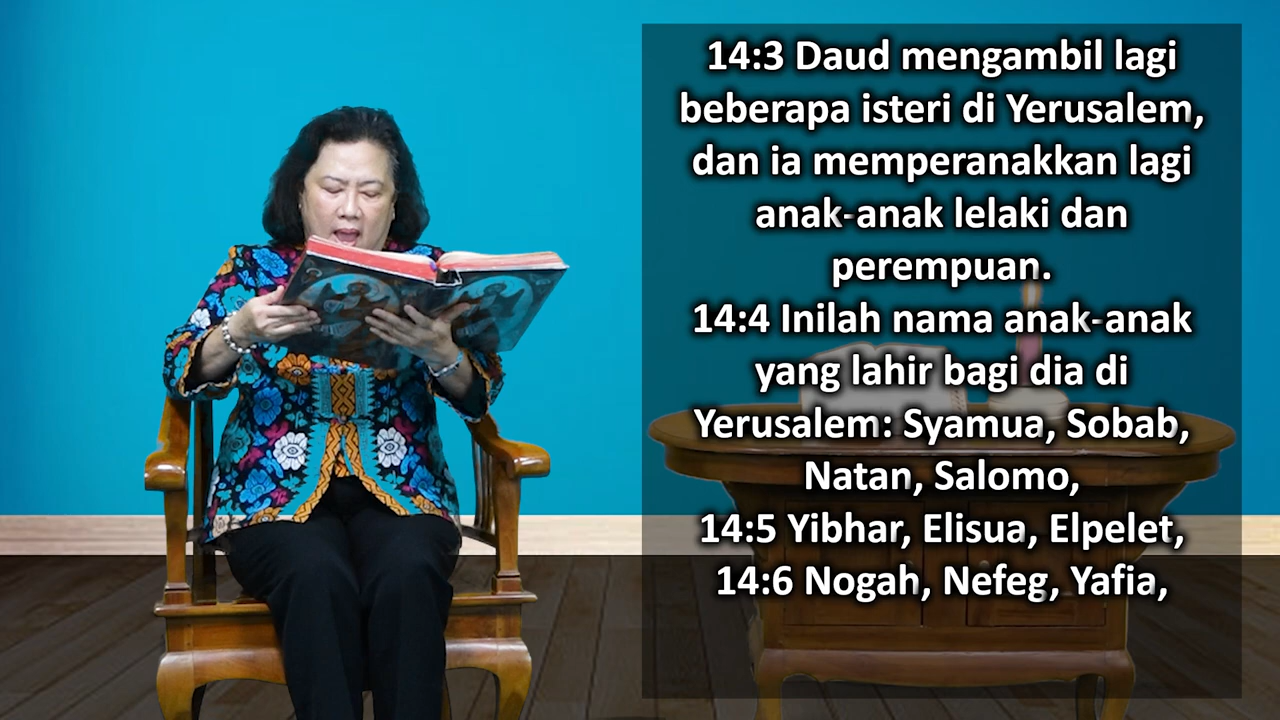 14:3 Daud mengambil lagi
beberapa isteri di Yerusalem,
dan ia memperanakkan lagi
anak-anak lelaki dan
perempuan.
14:4 Inilah nama anak-anak
yang lahir bagi dia di
Yerusalem: Syamua, Sobab,
Natan, Salomo,
14:5 Yibhar, Elisua, Elpelet,
14:6 Nogah, Nefeg, Yafia,